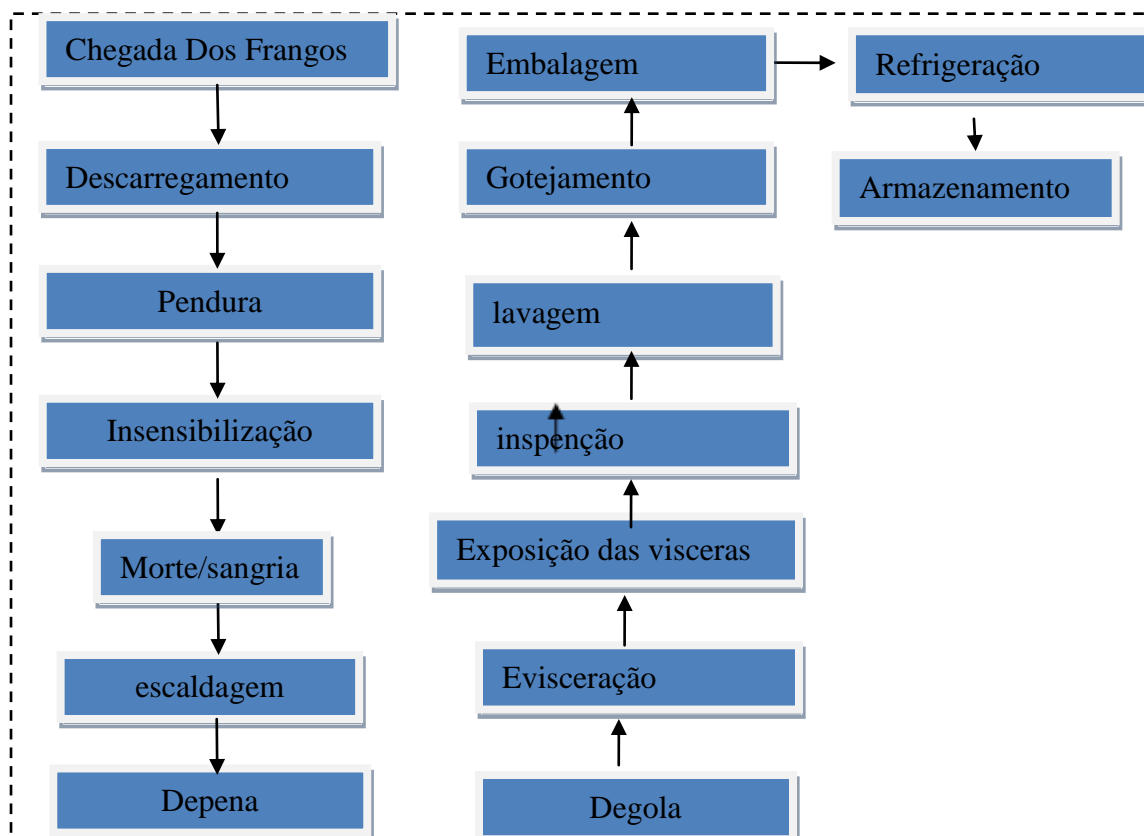 Chegada Dos Frangos
Descarregamento
Pendura
Insensibilização
Morte/sangria
escaldagem
Depena
Degola
Evisceração
Exposição das visceras
inspenção
lavagem
Gotejamento
Embalagem
Refrigeração
Armazenamento